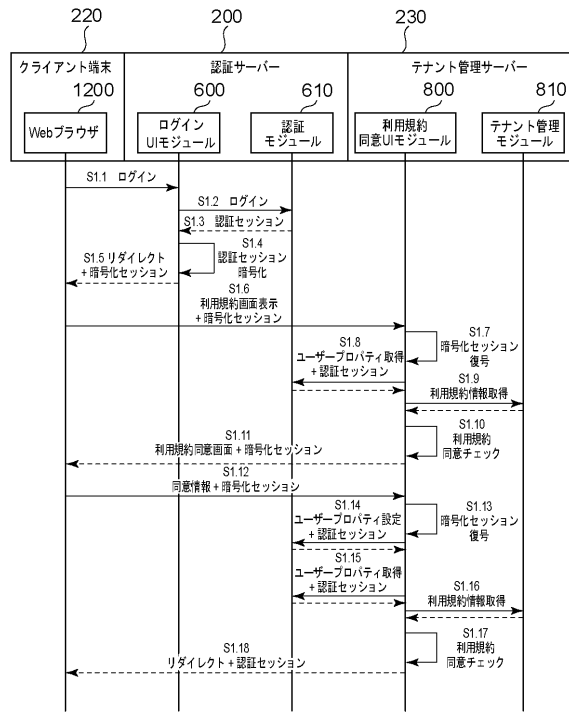 220
200
230
クライアント端末
認証サーバー
テナント管理サーバー
1200
600
610
800
810
Webブラウザ
ログイン
UIモジュール
認証
モジュール
利用規約
同意UIモジュール
テナント管理
モジュール
S1.1 ログイン
S1.2 ログイン
S1.3 認証セッション
S1.4
認証セッション
暗号化
S1.5 リダイレクト
+ 暗号化セッション
S1.6
利用規約画面表示
+ 暗号化セッション
S1.7
暗号化セッション
復号
S1.8
ユーザープロパティ取得
+ 認証セッション
S1.9
利用規約情報取得
S1.10
利用規約
同意チェック
S1.11
利用規約同意画面 + 暗号化セッション
S1.12
同意情報 + 暗号化セッション
S1.13
暗号化セッション
復号
S1.14
ユーザープロパティ設定
+ 認証セッション
S1.15
ユーザープロパティ取得
+ 認証セッション
S1.16
利用規約情報取得
S1.17
利用規約
同意チェック
S1.18
リダイレクト + 認証セッション